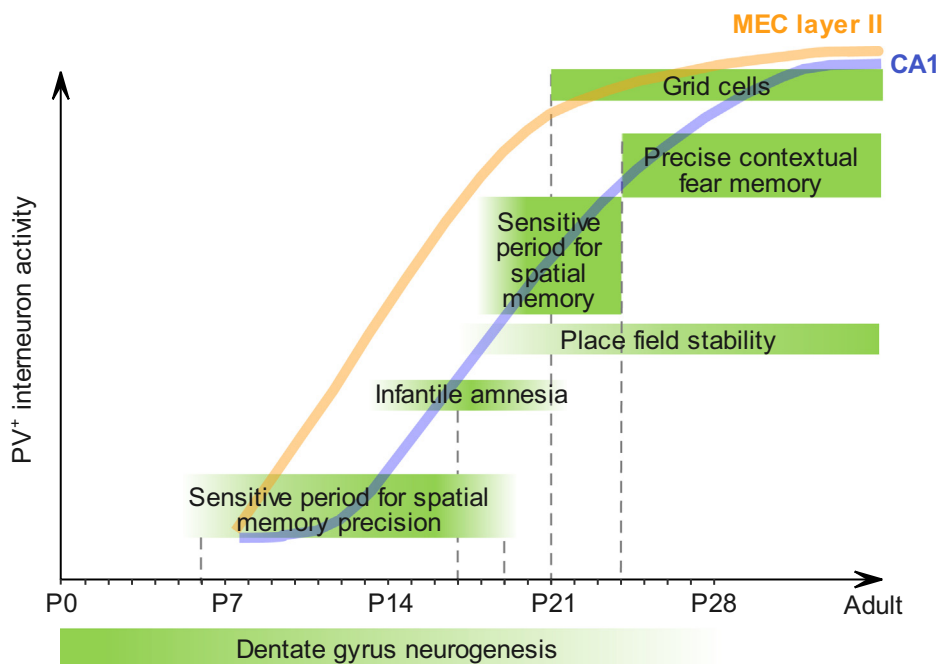 MEC layer II
CA1
Grid cells
Precise contextual
fear memory
Sensitive
period for
spatial
memory
Place field stability
Infantile amnesia
Sensitive period for spatial
memory precision
PV⁺ interneuron activity
P0 P7 P14 P21 P28 Adult
Dentate gyrus neurogenesis